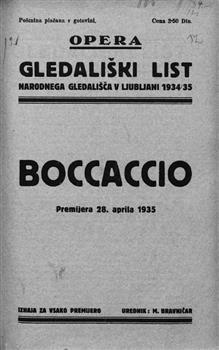 Poštnina plačana v gotovini.
Cena 2·50 Din.
OPERA
GLEDALIŠKI LIST
NARODNEGA GLEDALIŠČA V LJUBLJANI 1934/35
BOCCACCIO
Premijera 28. aprila 1935
IZHAJA ZA VSAKO PREMIJERO
UREDNIK: M. BRAVNIČAR